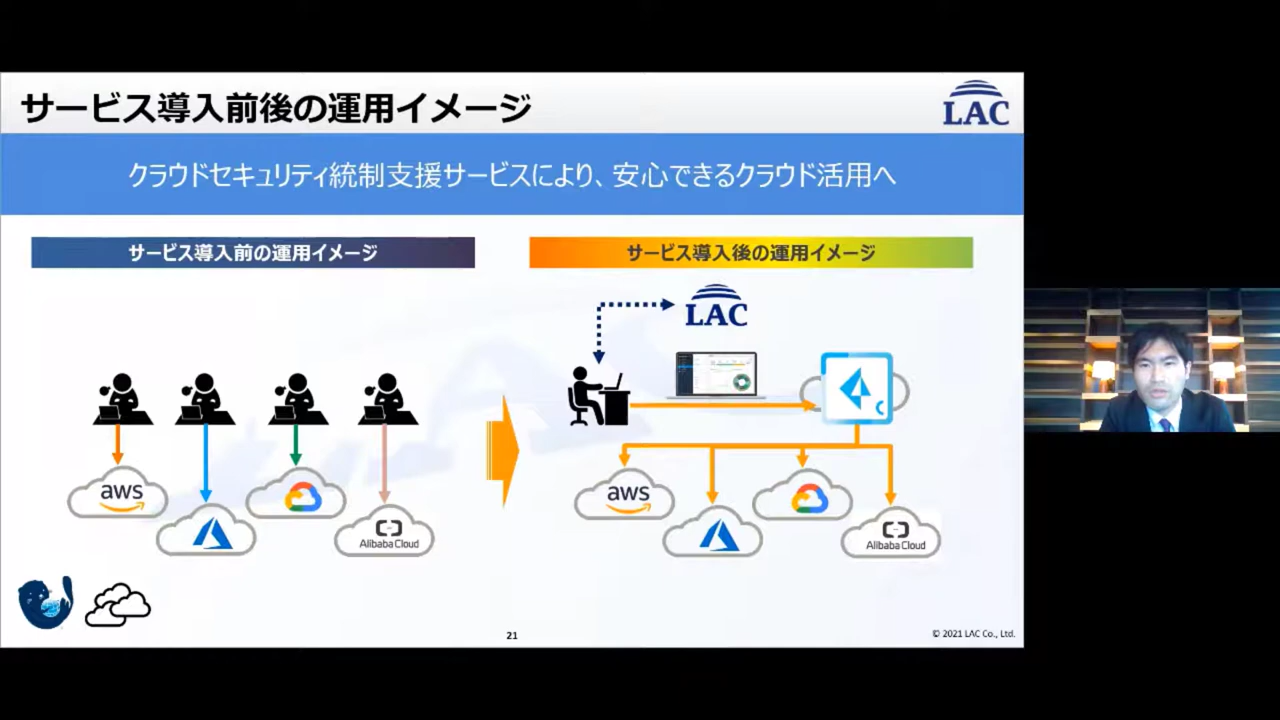 サービス導入前後の運用イメージ
LAC
クラウドセキュリティ統制支援サービスにより、安心できるクラウド活用へ
サービス導入前の運用イメージ
サービス導入後の運用イメージ
LAC
C
aws
Alibaba Cloud
aws
Alibaba Cloud
21
© 2021 LAC Co., Ltd.